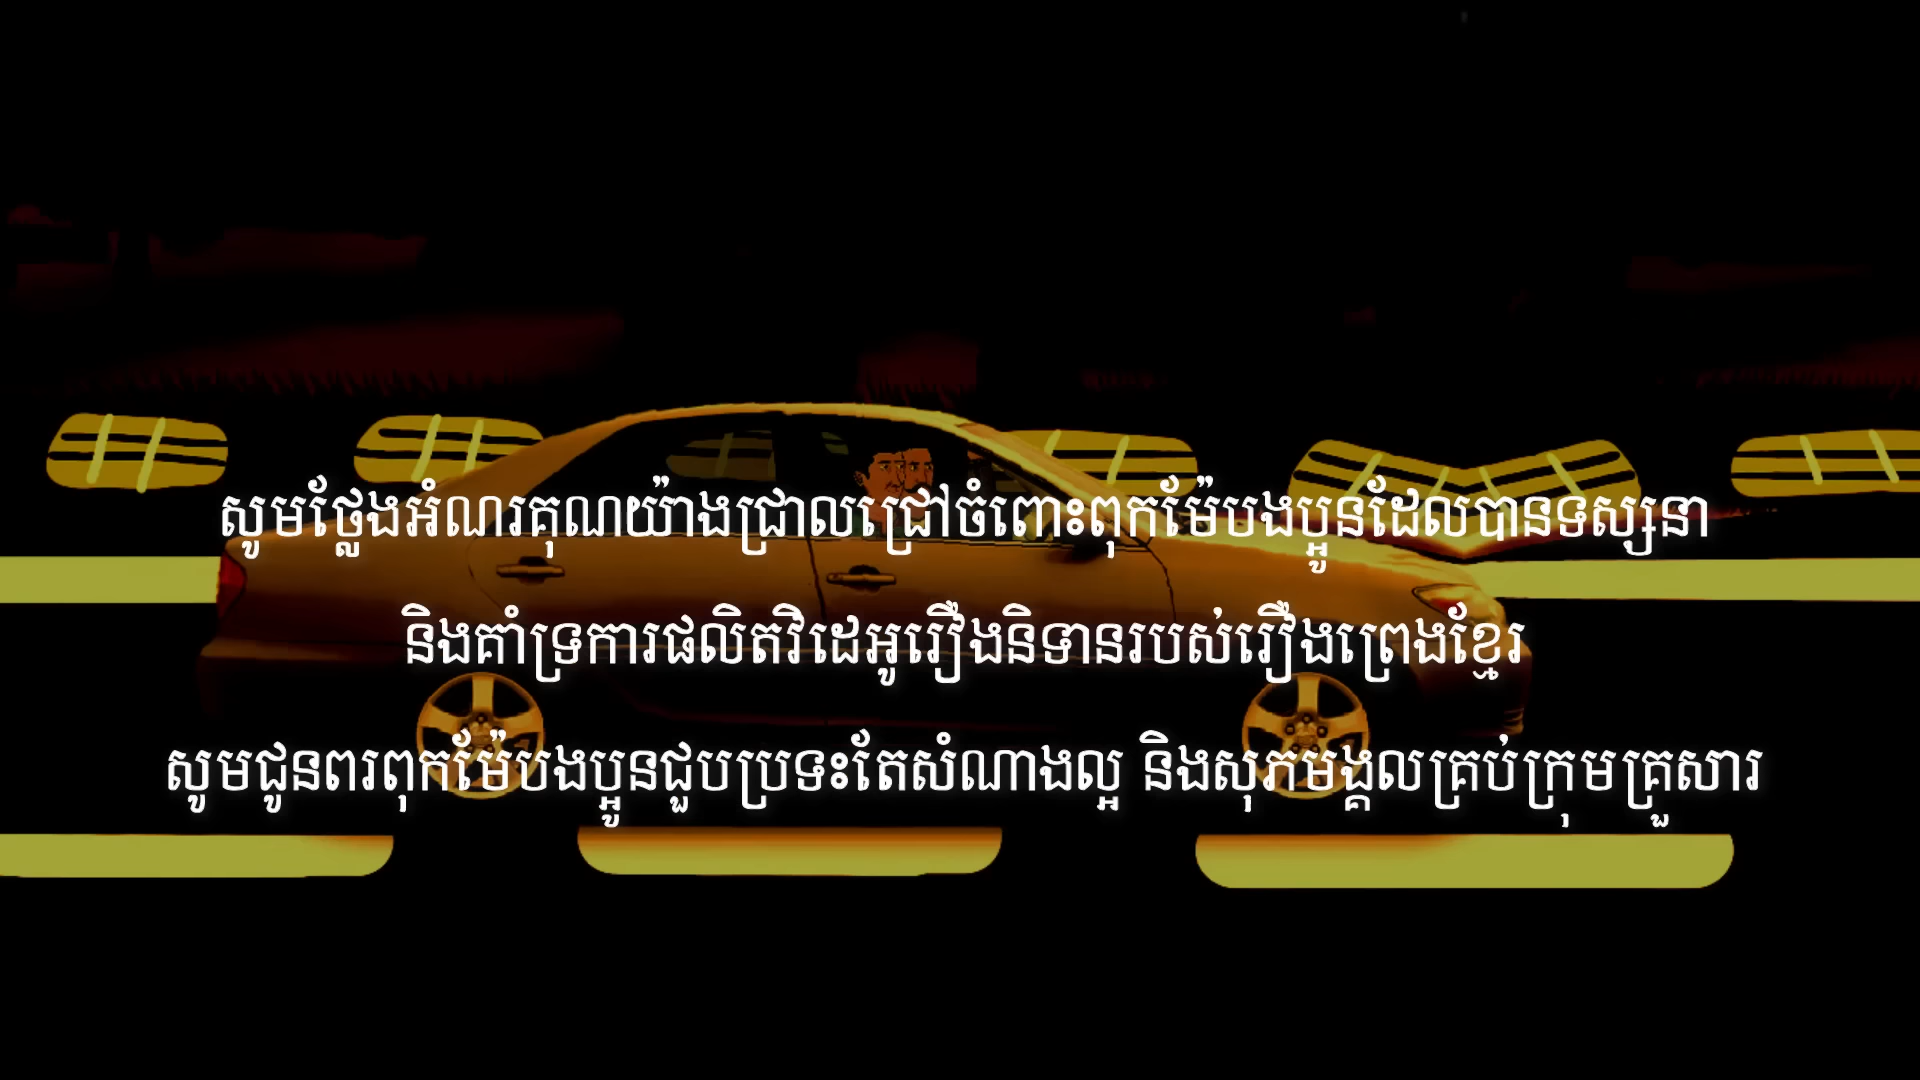 សូមថ្លែងអំណរគុណយ៉ាងជ្រាលជ្រៅចំពោះពុកម៉ែបងប្អូនដែលបានទស្សនា
និងគាំទ្រការផលិតវិដេអូរឿងនិទានរបស់រឿងព្រេងខ្មែរ
សូមជូនពរពុកម៉ែបងប្អូនជួបប្រទះតែសំណាងល្អ និងសុភមង្គលគ្រប់ក្រុមគ្រួសារ